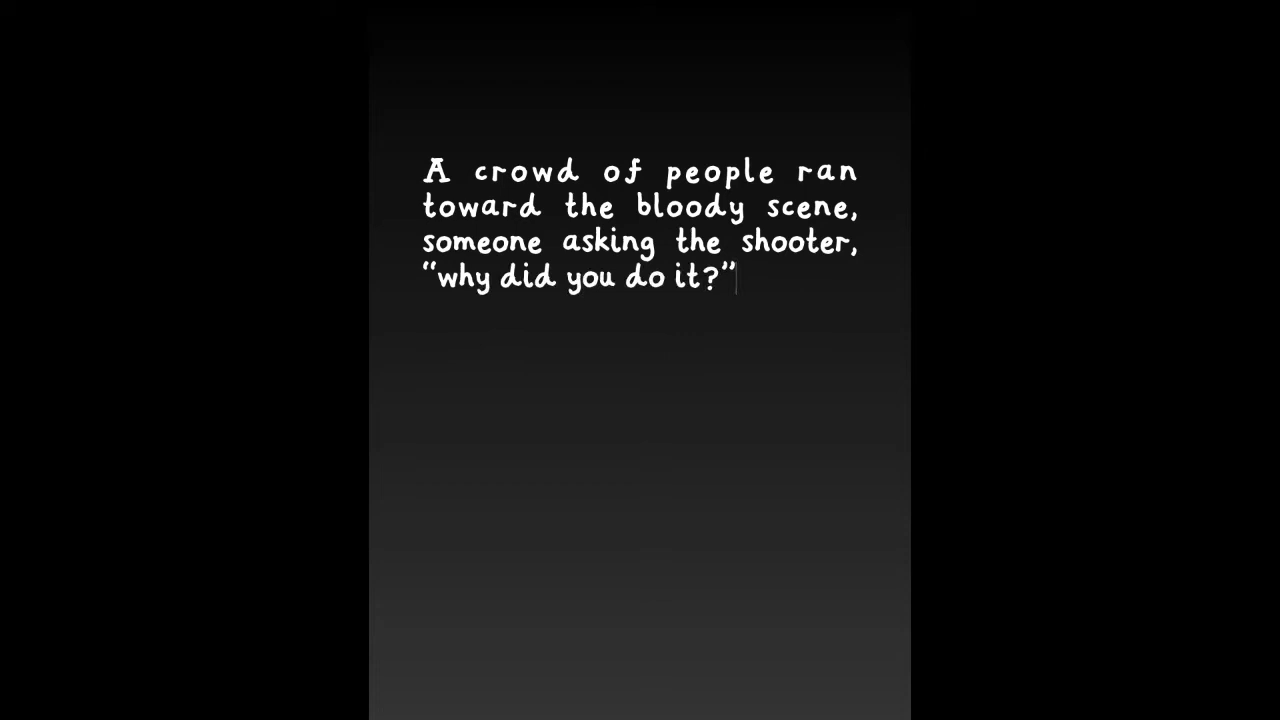 A crowd of people ran
toward the bloody scene,
someone asking the shooter,
“why did you do it?”